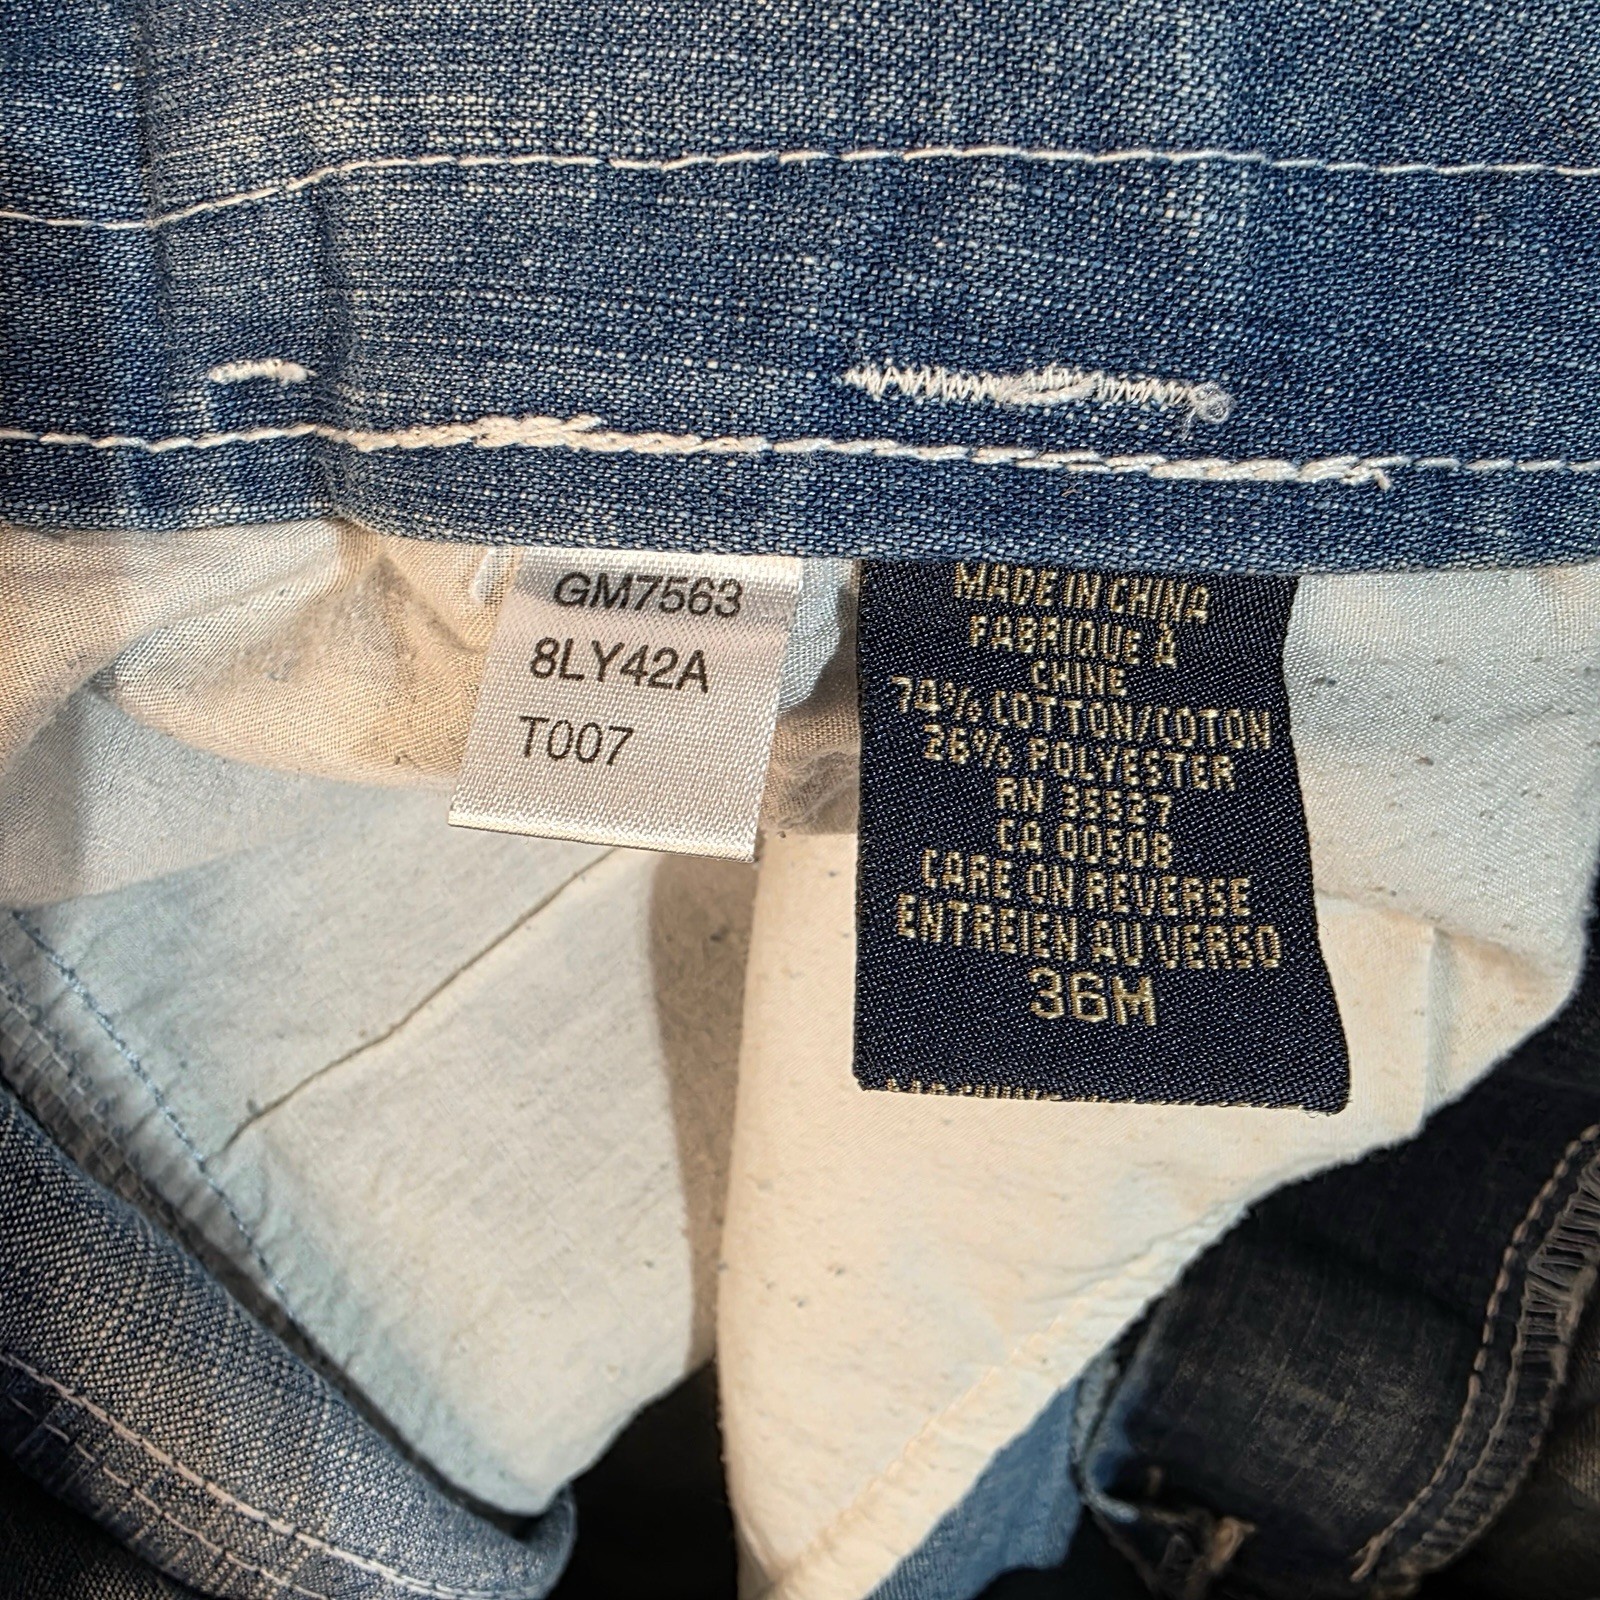 GM7563
8LY42A
T007
MADE IN CHINA
FABRIQUE À
CHINE
74% COTTON/COTON
26% POLYESTER
RN 35527
CA 00508
CARE ON REVERSE
ENTREIEN AU VERSO
36M